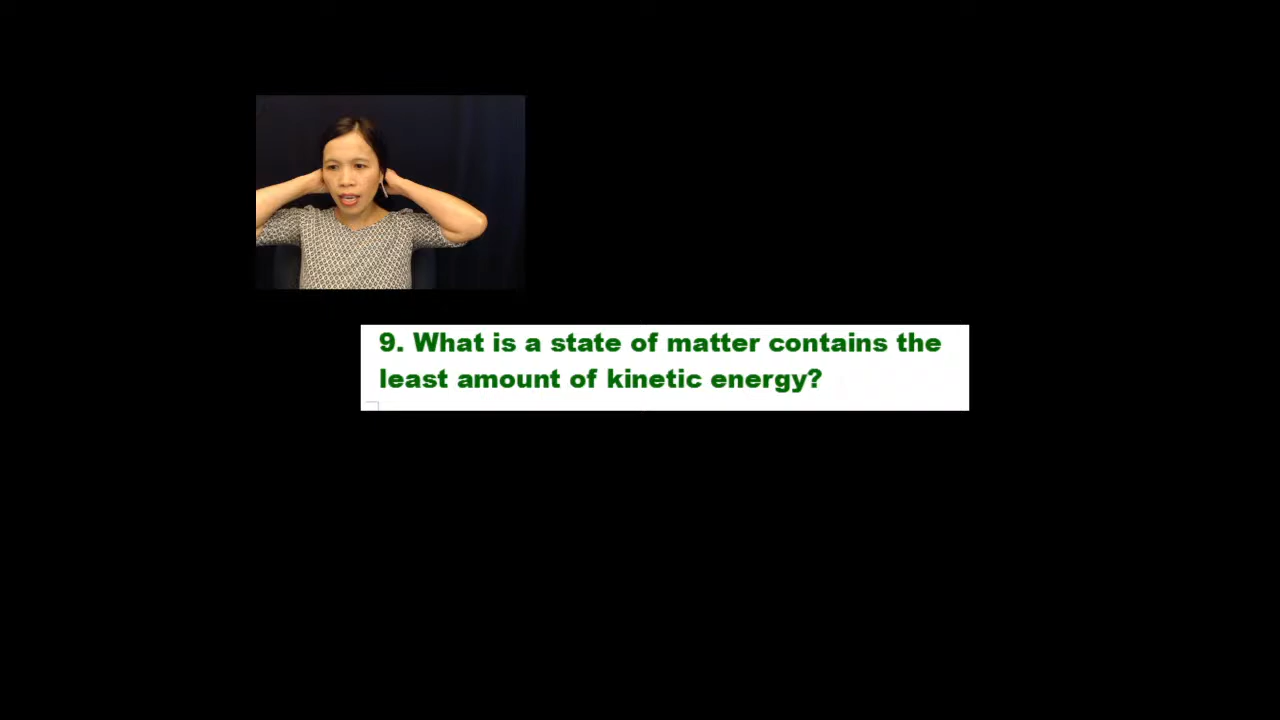 9. What is a state of matter contains the
least amount of kinetic energy?